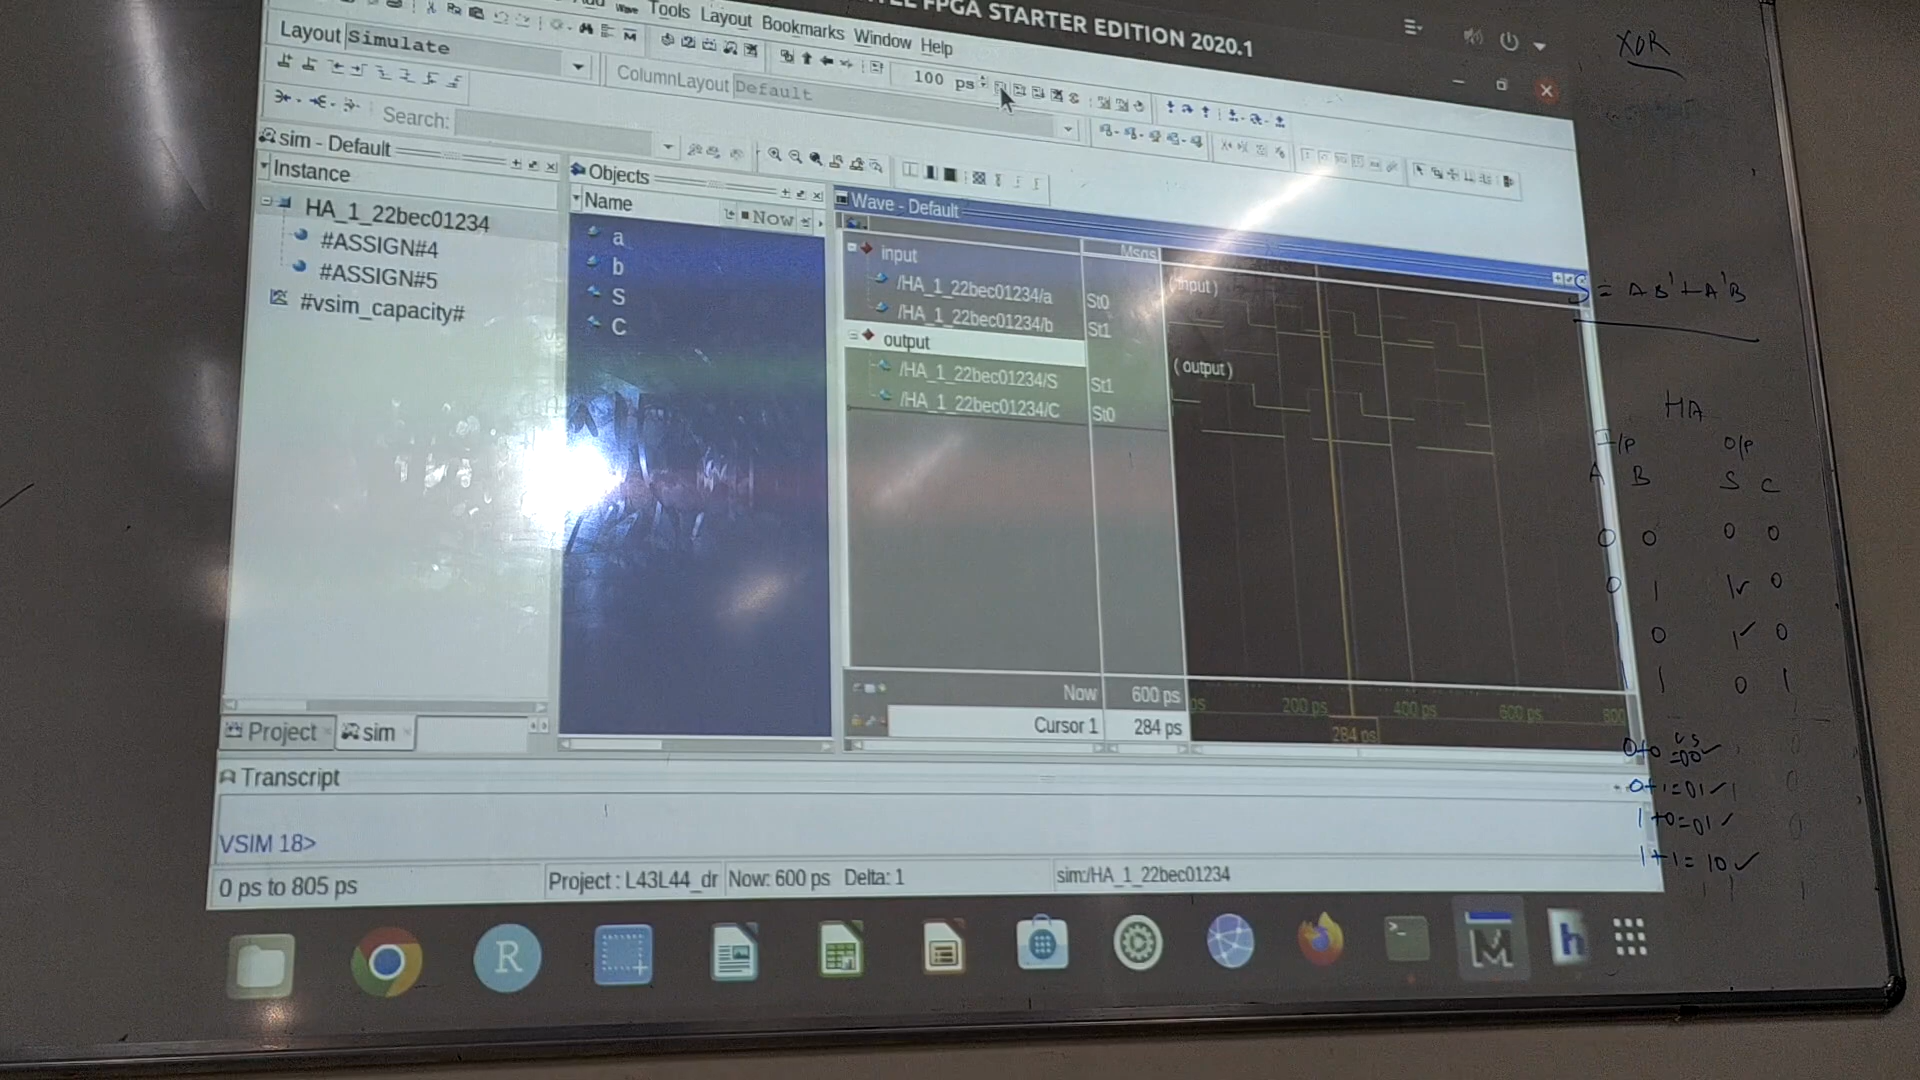 FPGA STARTER EDITION 2020.1
Wave Tools Layout Bookmarks Window Help
Layout Simulate
ColumnLayout Default
100 ps
Search:
sim - Default
Instance
HA_1_22bec01234
#ASSIGN#4
#ASSIGN#5
#vsim_capacity#
Objects
Name
Now
a
b
S
C
Wave - Default
Msgs
input
/HA_1_22bec01234/a St0
/HA_1_22bec01234/b St1
output
/HA_1_22bec01234/S St1
/HA_1_22bec01234/C St0
( input )
( output )
Now 600 ps
Cursor 1 284 ps
ps 200 ps 400 ps 600 ps 800
284 ps
Project sim
Transcript
VSIM 18>
0 ps to 805 ps
Project : L43L44_dr Now: 600 ps Delta: 1
sim:/HA_1_22bec01234
R
M
h
XOR
S = AB'+A'B
HA
I/P O/P
A B S C
0 0 0 0
0 1 1 0
1 0 1 0
1 1 0 1
C S
0+0 =00
0+1=01
1+0=01
1+1=10